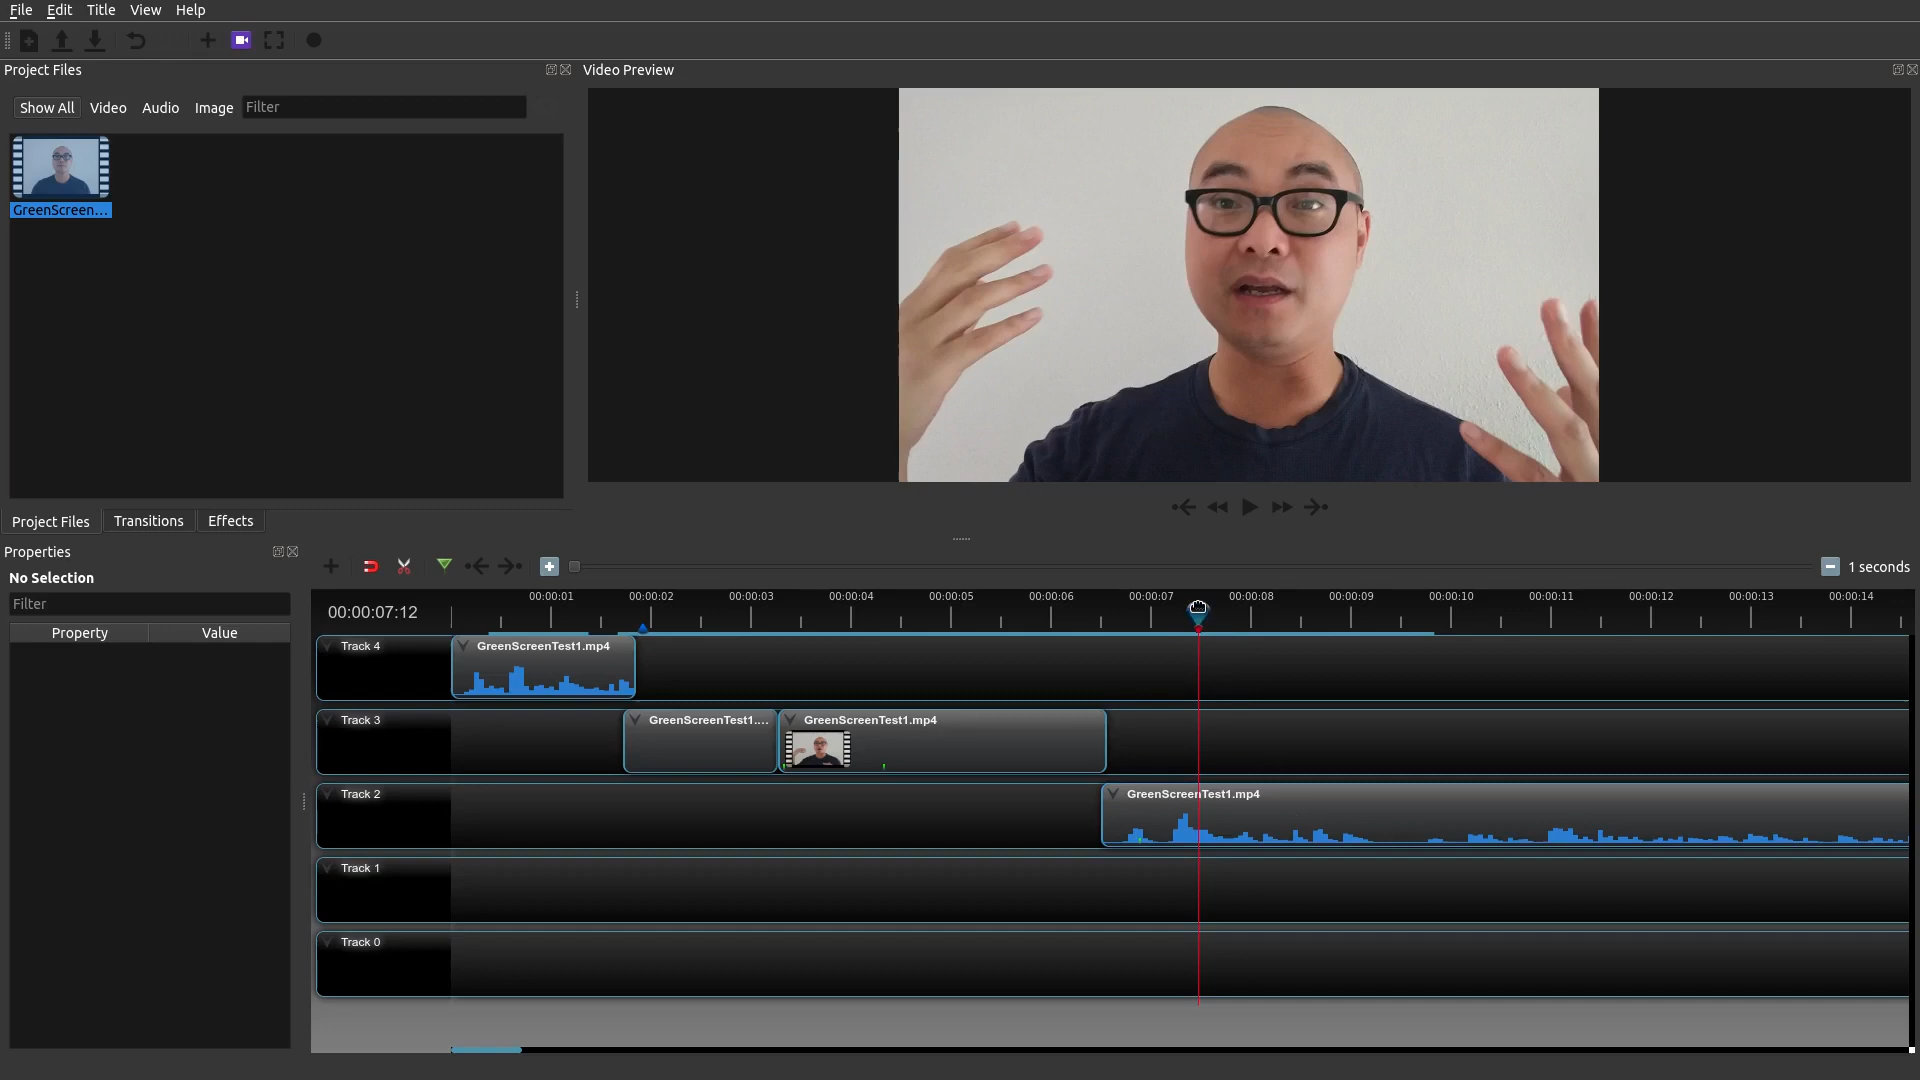 File Edit Title View Help
Project Files
Video Preview
Show All Video Audio Image Filter
GreenScreen...
Project Files Transitions Effects
Properties
No Selection
Filter
Property Value
1 seconds
00:00:07:12
00:00:01 00:00:02 00:00:03 00:00:04 00:00:05 00:00:06 00:00:07 00:00:08 00:00:09 00:00:10 00:00:11 00:00:12 00:00:13 00:00:14
Track 4 GreenScreenTest1.mp4
Track 3 GreenScreenTest1.... GreenScreenTest1.mp4
Track 2 GreenScreenTest1.mp4
Track 1
Track 0